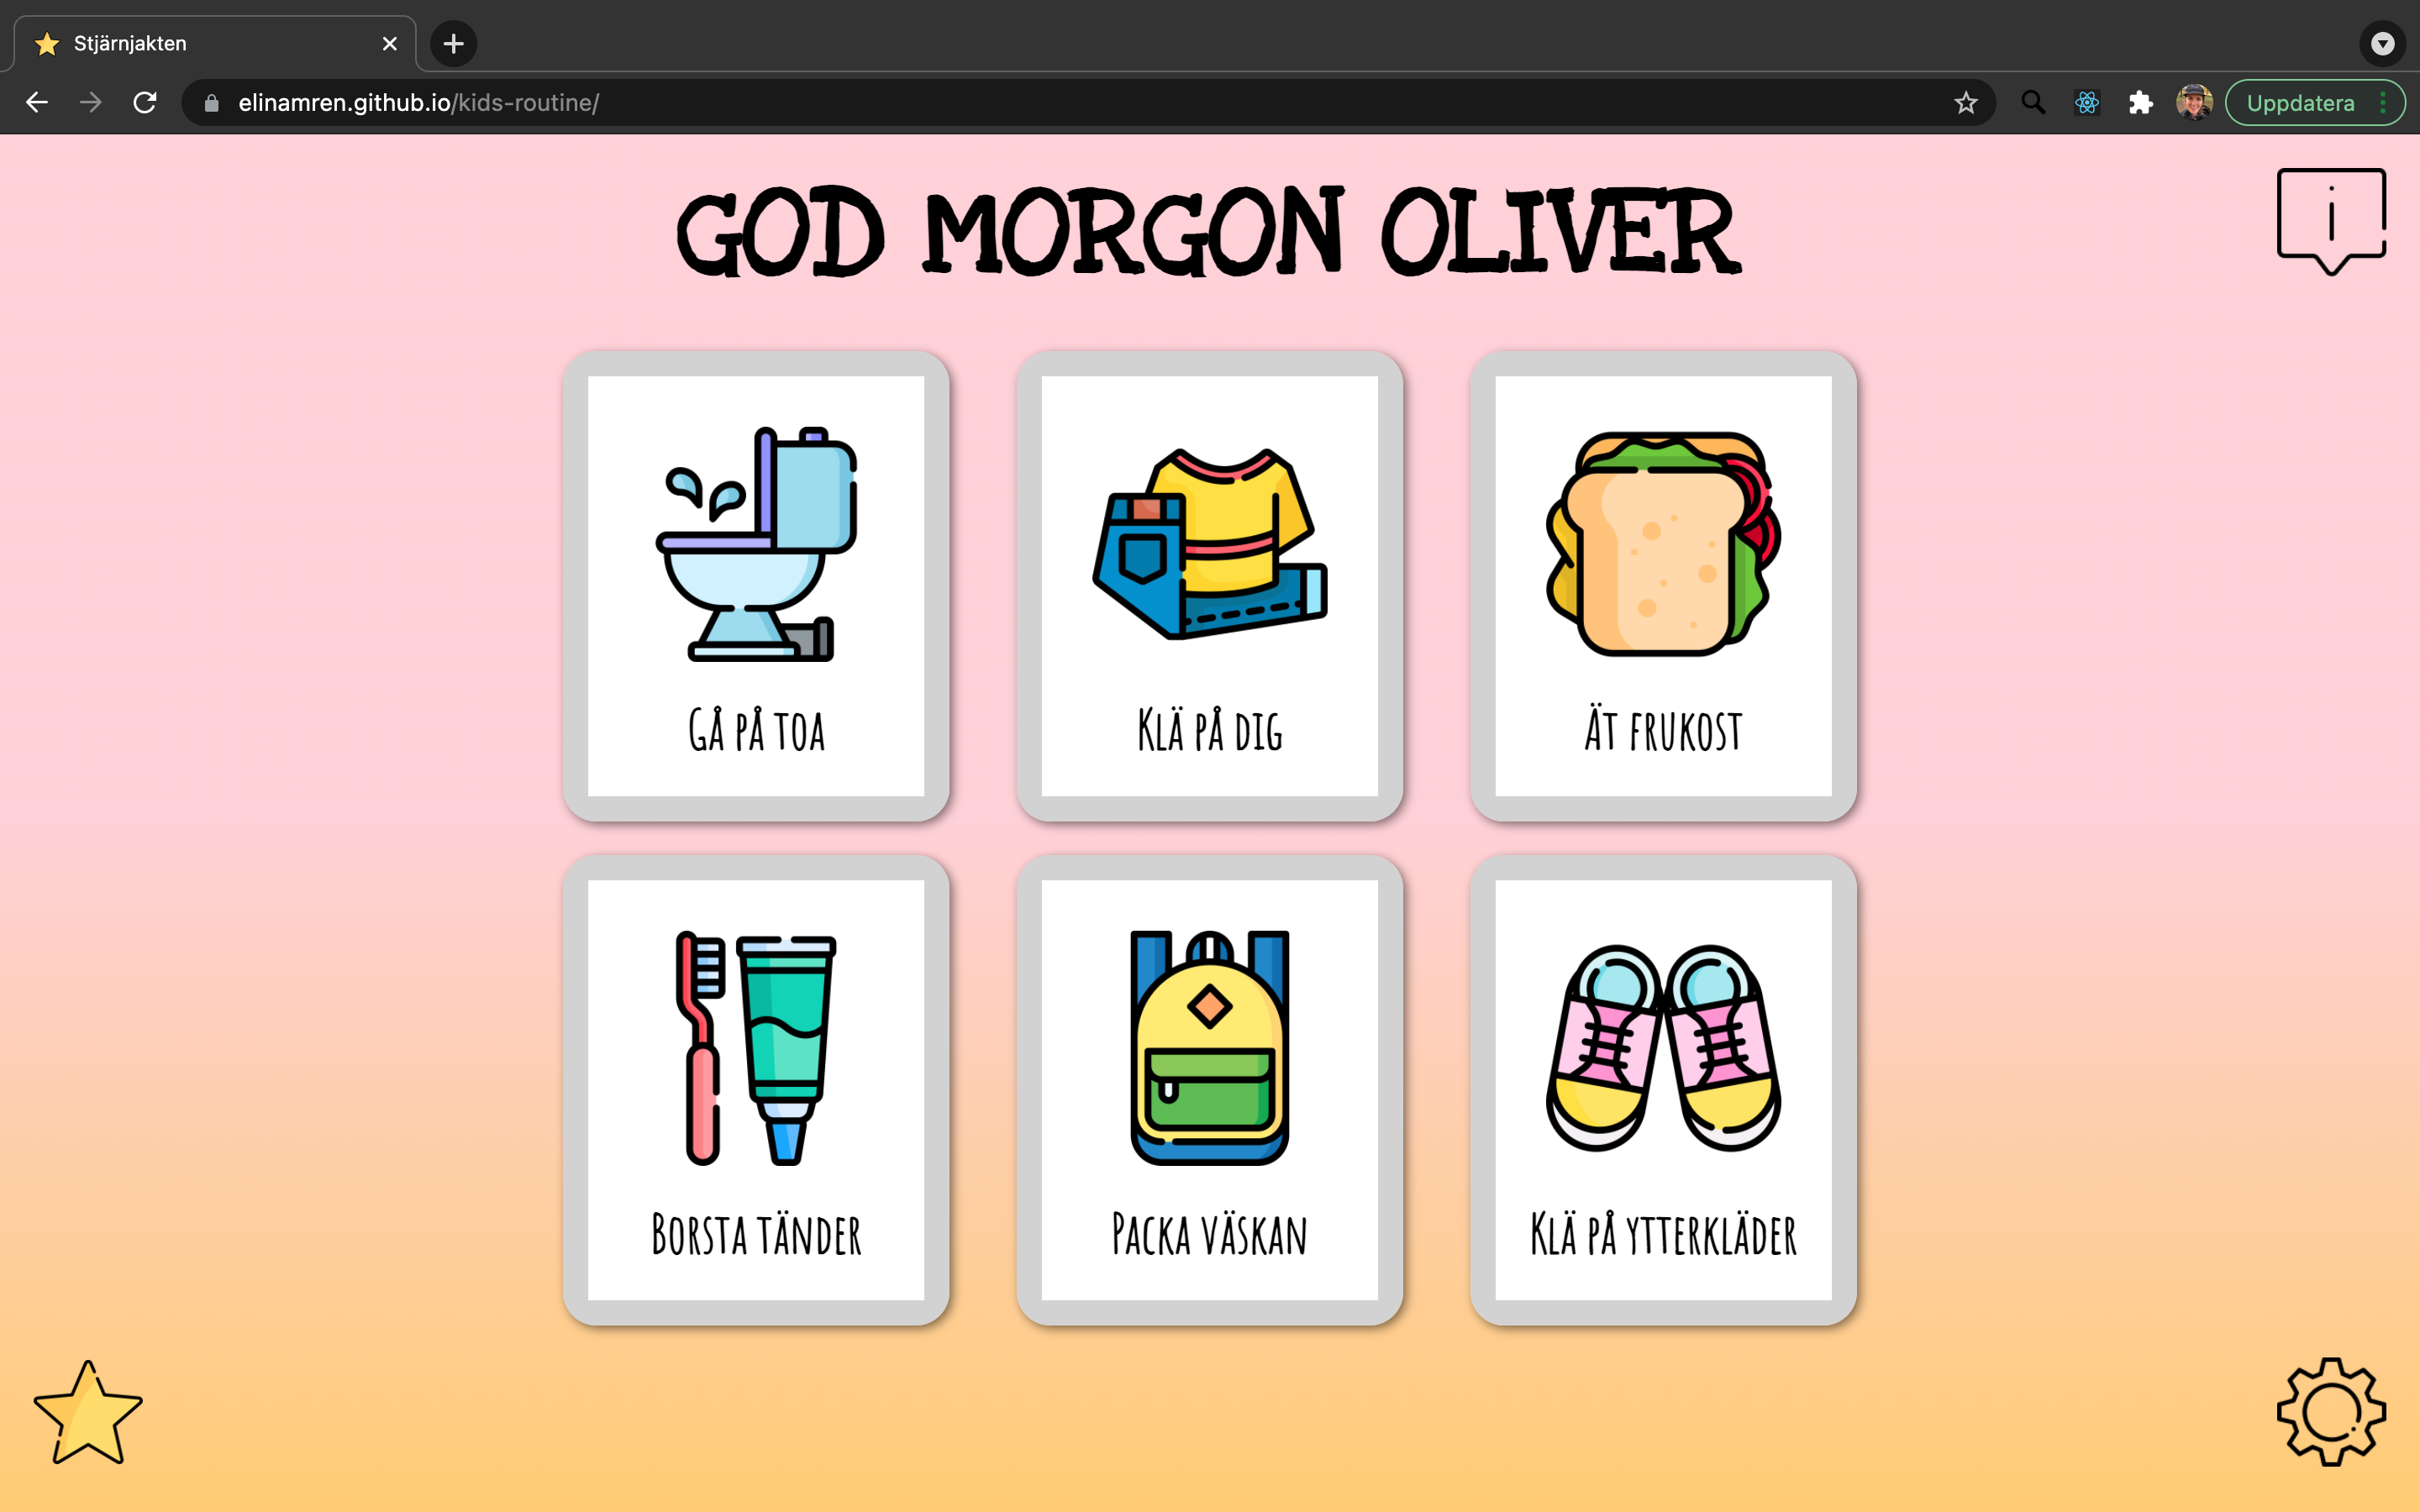 Stjärnjakten
elinamren.github.io/kids-routine/
Uppdatera
GOD MORGON OLIVER
i
Gå på toa
Klä på dig
Ät frukost
Borsta tänder
Packa väskan
Klä på ytterkläder